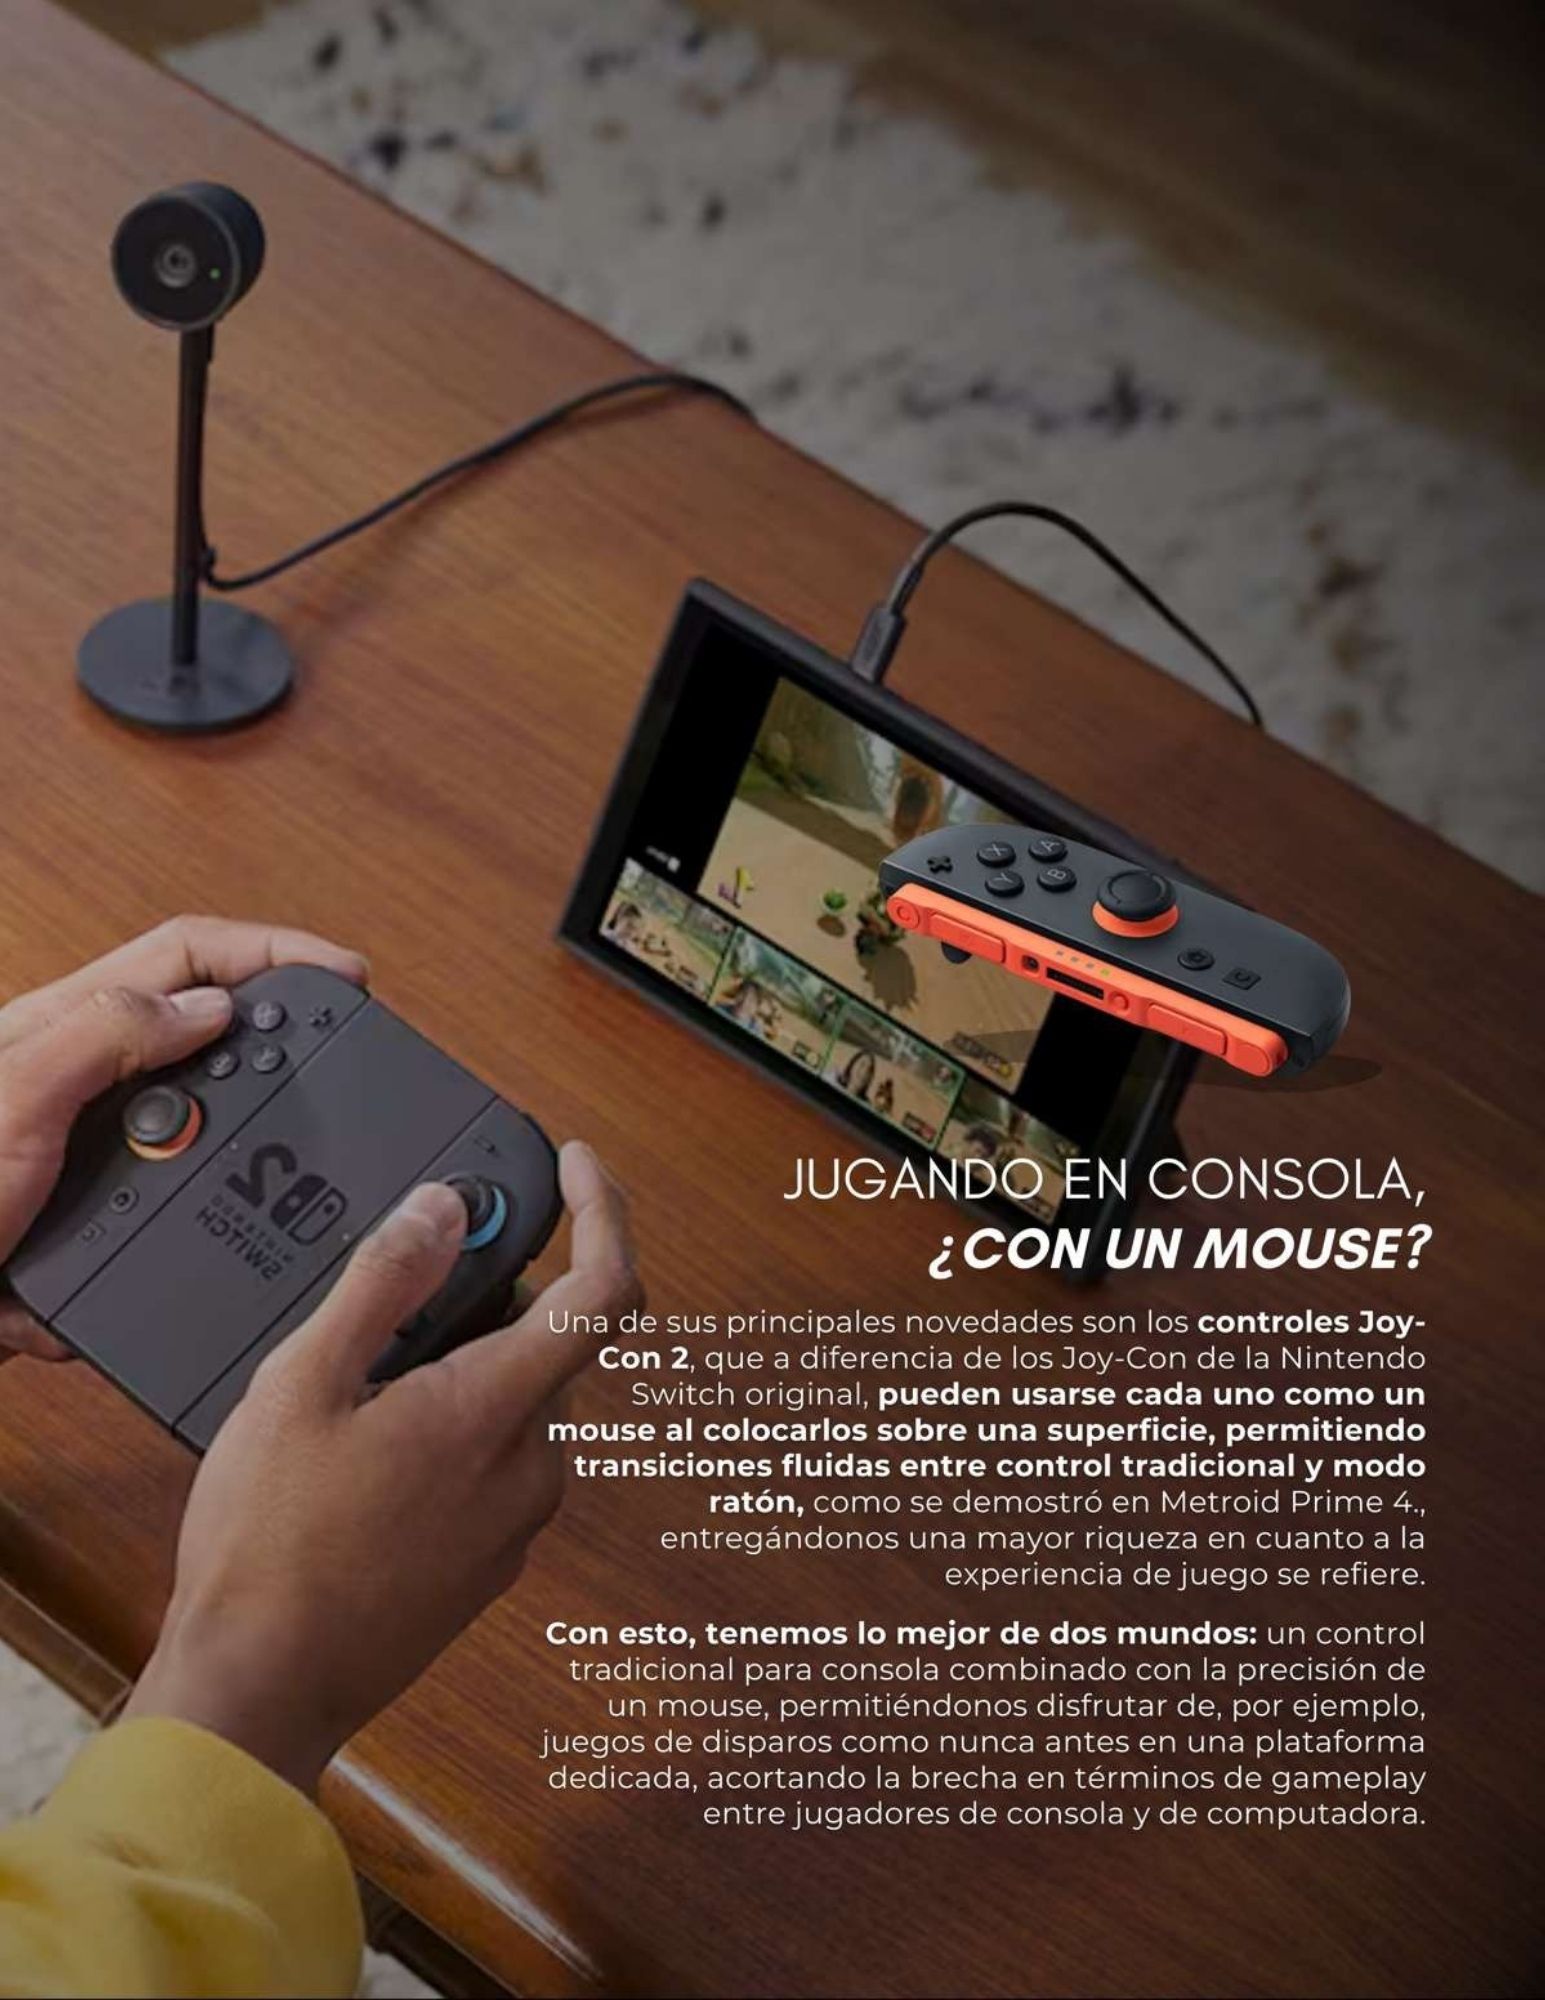 JUGANDO EN CONSOLA,
¿CON UN MOUSE?
Una de sus principales novedades son los controles Joy-
Con 2, que a diferencia de los Joy-Con de la Nintendo
Switch original, pueden usarse cada uno como un
mouse al colocarlos sobre una superficie, permitiendo
transiciones fluidas entre control tradicional y modo
ratón, como se demostró en Metroid Prime 4.,
entregándonos una mayor riqueza en cuanto a la
experiencia de juego se refiere.
Con esto, tenemos lo mejor de dos mundos: un control
tradicional para consola combinado con la precisión de
un mouse, permitiéndonos disfrutar de, por ejemplo,
juegos de disparos como nunca antes en una plataforma
dedicada, acortando la brecha en términos de gameplay
entre jugadores de consola y de computadora.
X
A
Y
B
X
Y
B
2
NINTENDO
SWITCH